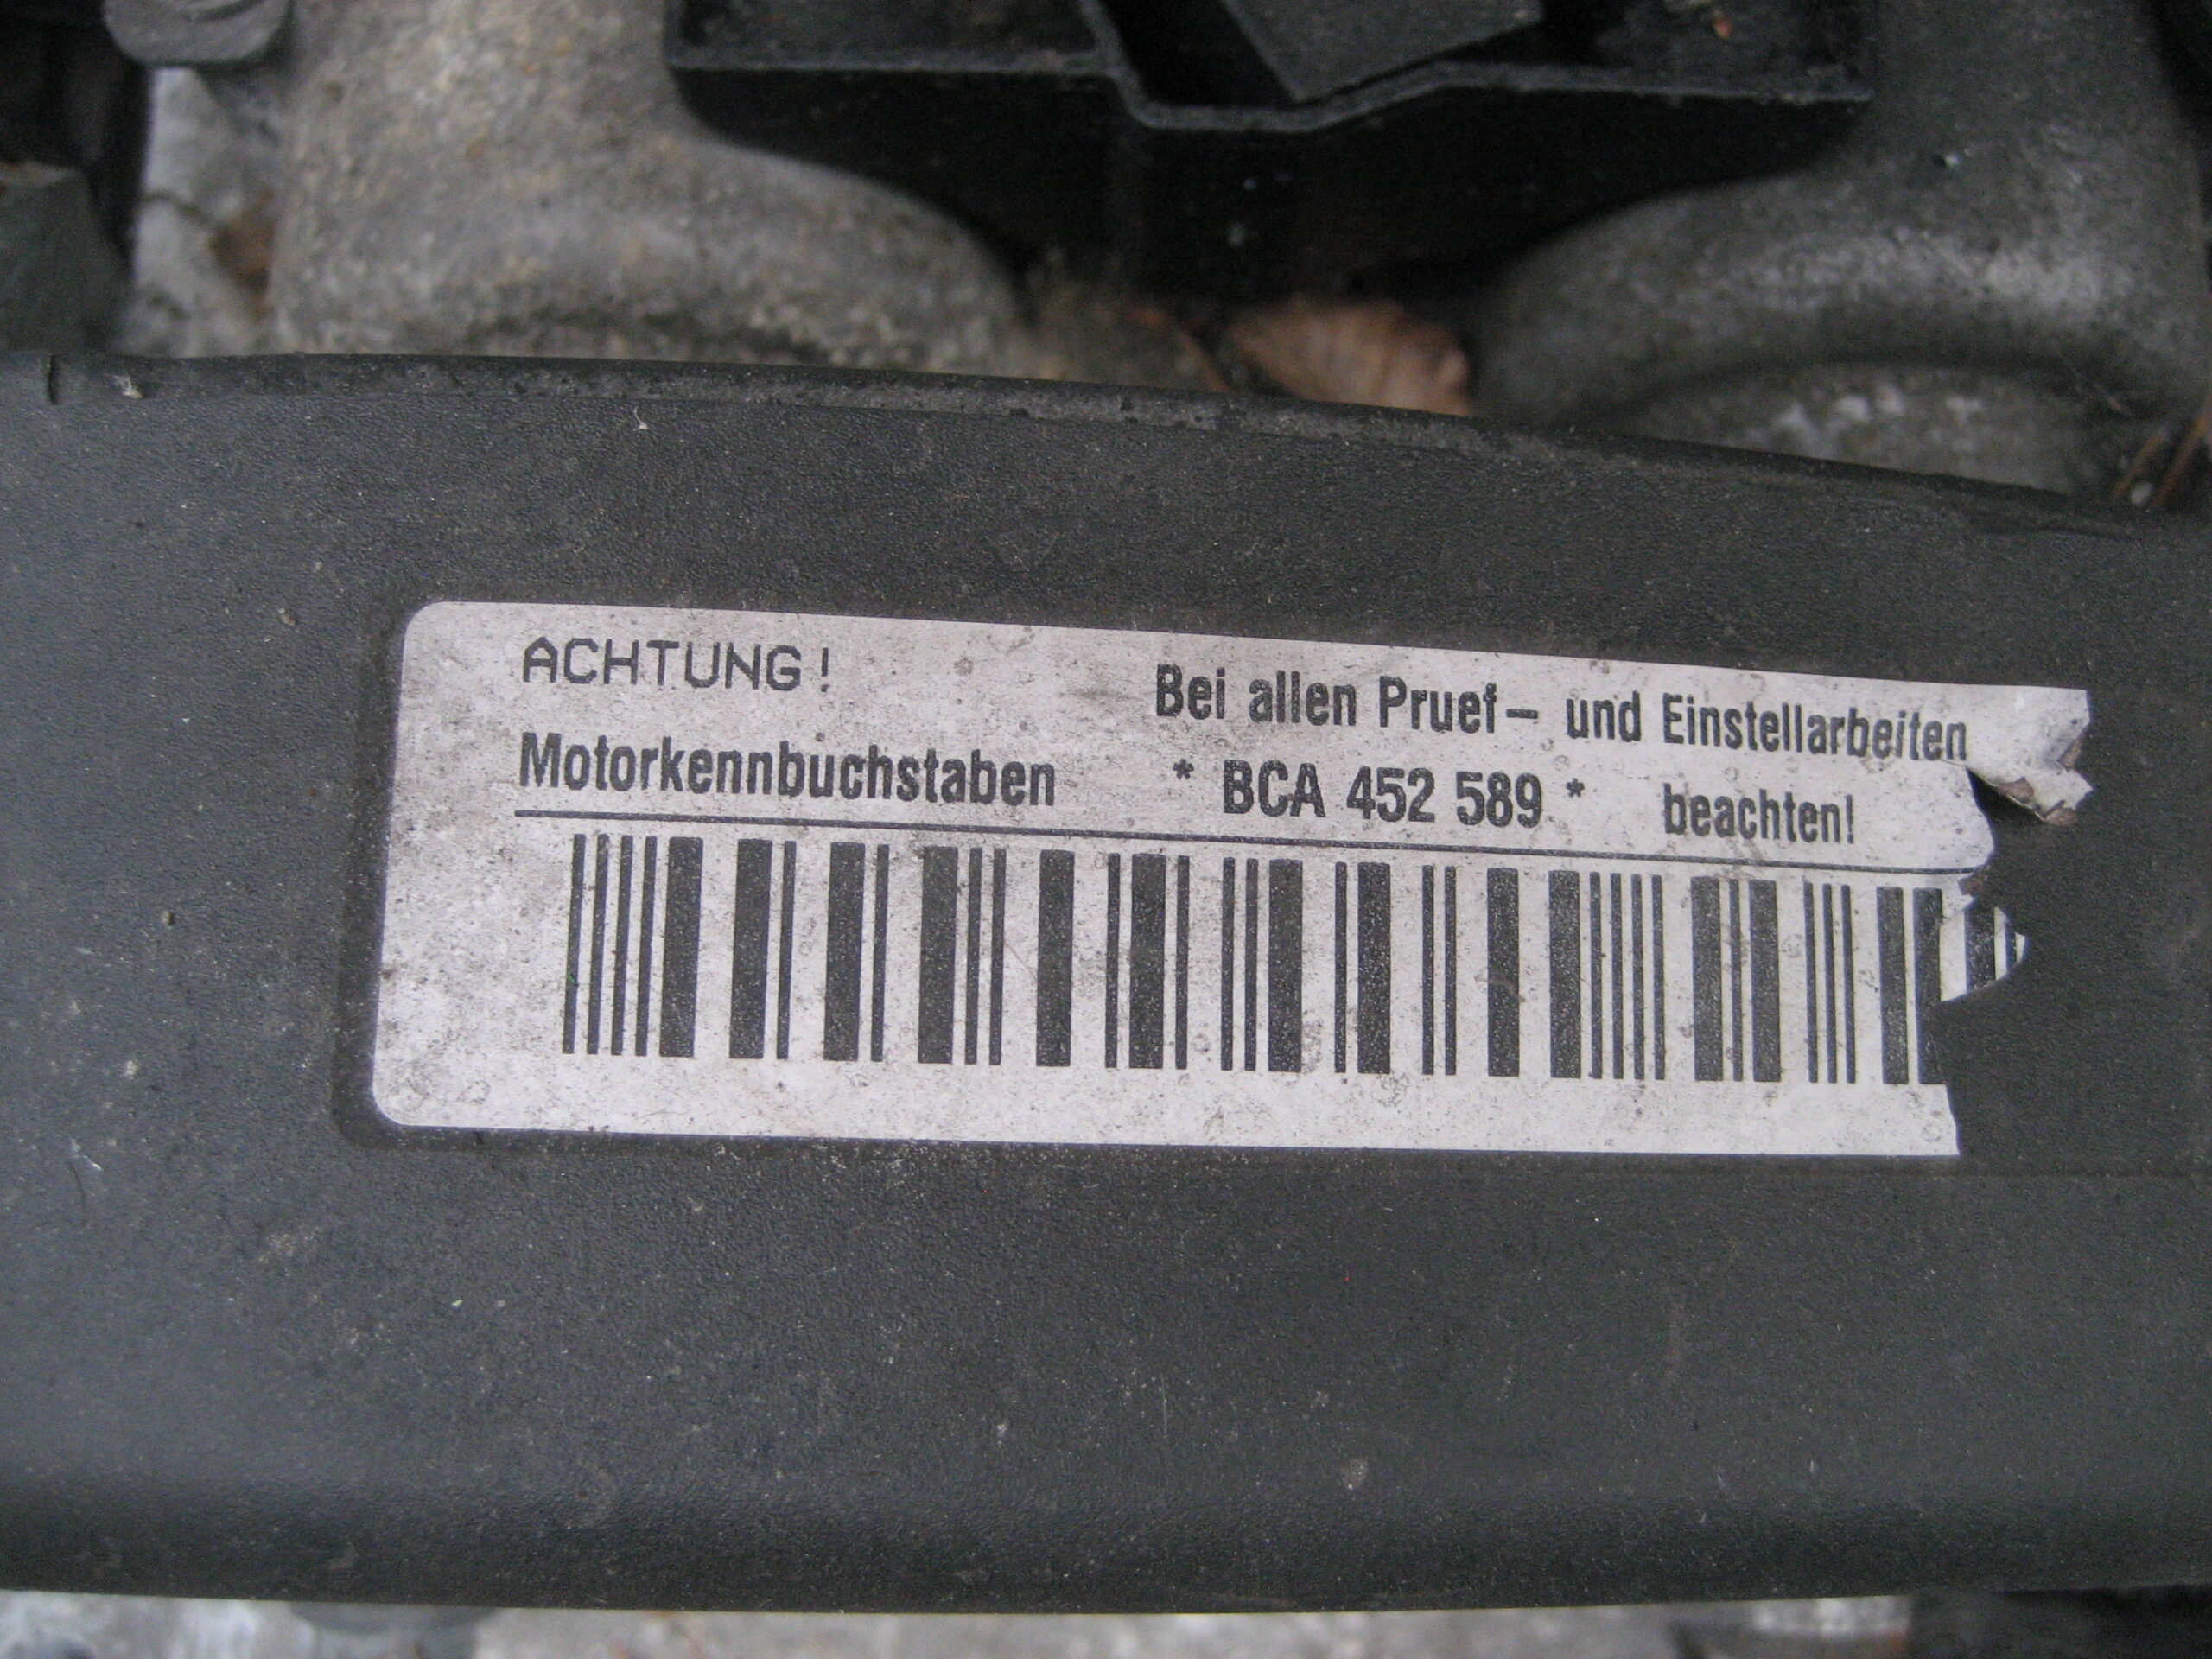 ACHTUNG! Bei allen Pruef- und Einstellarbeiten
Motorkennbuchstaben * BCA 452 589 * beachten!